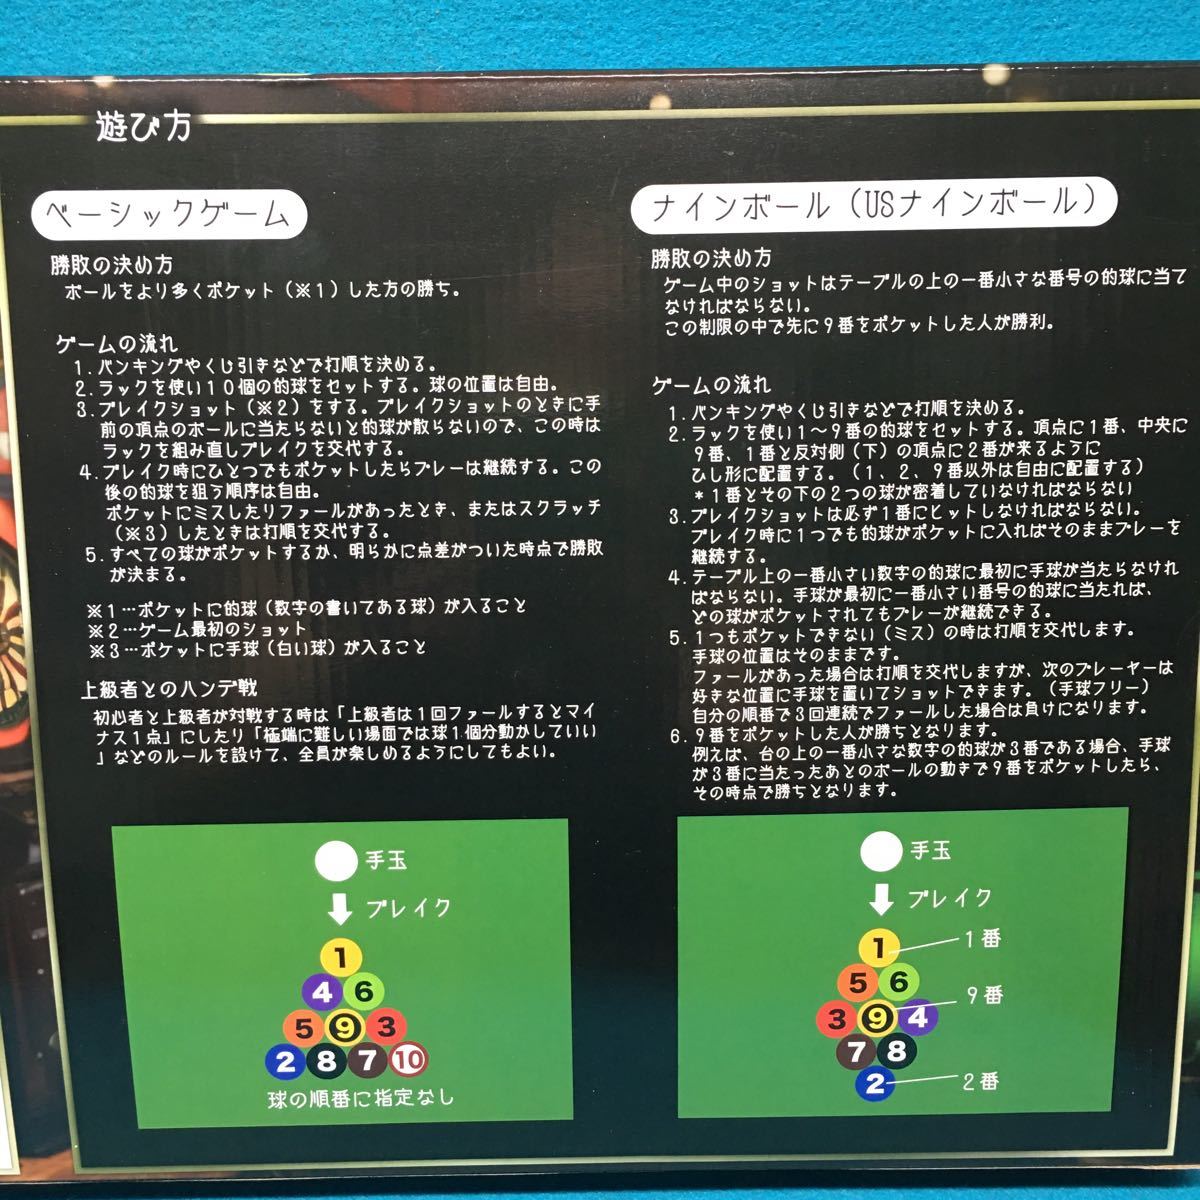 遊び方
ベーシックゲーム
勝敗の決め方
ボールをより多くポケット（※１）した方の勝ち。
ゲームの流れ
１．バンキングやくじ引きなどで打順を決める。
２．ラックを使い１０個の的球をセットする。球の位置は自由。
３．ブレイクショット（※２）をする。ブレイクショットのときに手
前の頂点のボールに当たらないと的球が散らないので、この時は
ラックを組み直しブレイクを交代する。
４．ブレイク時にひとつでもポケットしたらプレーは継続する。この
後の的球を狙う順序は自由。
ポケットにミスしたりファールがあったとき、またはスクラッチ
（※３）したときは打順を交代する。
５．すべての球がポケットするか、明らかに点差がついた時点で勝敗
が決まる。
※１…ポケットに的球（数字の書いてある球）が入ること
※２…ゲーム最初のショット
※３…ポケットに手球（白い球）が入ること
上級者とのハンデ戦
初心者と上級者が対戦する時は「上級者は１回ファールするとマイ
ナス１点」にしたり「極端に難しい場面では球１個分動かしていい
」などのルールを設けて、全員が楽しめるようにしてもよい。
手玉
ブレイク
1
4 6
5 9 3
2 8 7 10
球の順番に指定なし
ナインボール（USナインボール）
勝敗の決め方
ゲーム中のショットはテーブルの上の一番小さな番号の的球に当て
なければならない。
この制限の中で先に９番をポケットした人が勝利。
ゲームの流れ
１．バンキングやくじ引きなどで打順を決める。
２．ラックを使い１～９番の的球をセットする。頂点に１番、中央に
９番、１番と反対側（下）の頂点に２番が来るように
ひし形に配置する。（１、２、９番以外は自由に配置する）
＊１番とその下の２つの球が密着していなければならない
３．ブレイクショットは必ず１番にヒットしなければならない。
ブレイク時に１つでも的球がポケットに入ればそのままプレーを
継続する。
４．テーブル上の一番小さい数字の的球に最初に手球が当たらなけれ
ばならない。手球が最初に一番小さい番号の的球に当たれば、
どの球がポケットされてもプレーが継続できる。
５．１つもポケットできない（ミス）の時は打順を交代します。
手球の位置はそのままです。
ファールがあった場合は打順を交代しますが、次のプレーヤーは
好きな位置に手球を置いてショットできます。（手球フリー）
自分の順番で３回連続でファールした場合は負けになります。
６．９番をポケットした人が勝ちとなります。
例えば、台の上の一番小さな数字の的球が３番である場合、手球
が３番に当たったあとのボールの動きで９番をポケットしたら、
その時点で勝ちとなります。
手玉
ブレイク
1 １番
5 6
3 9 4 ９番
7 8
2 ２番